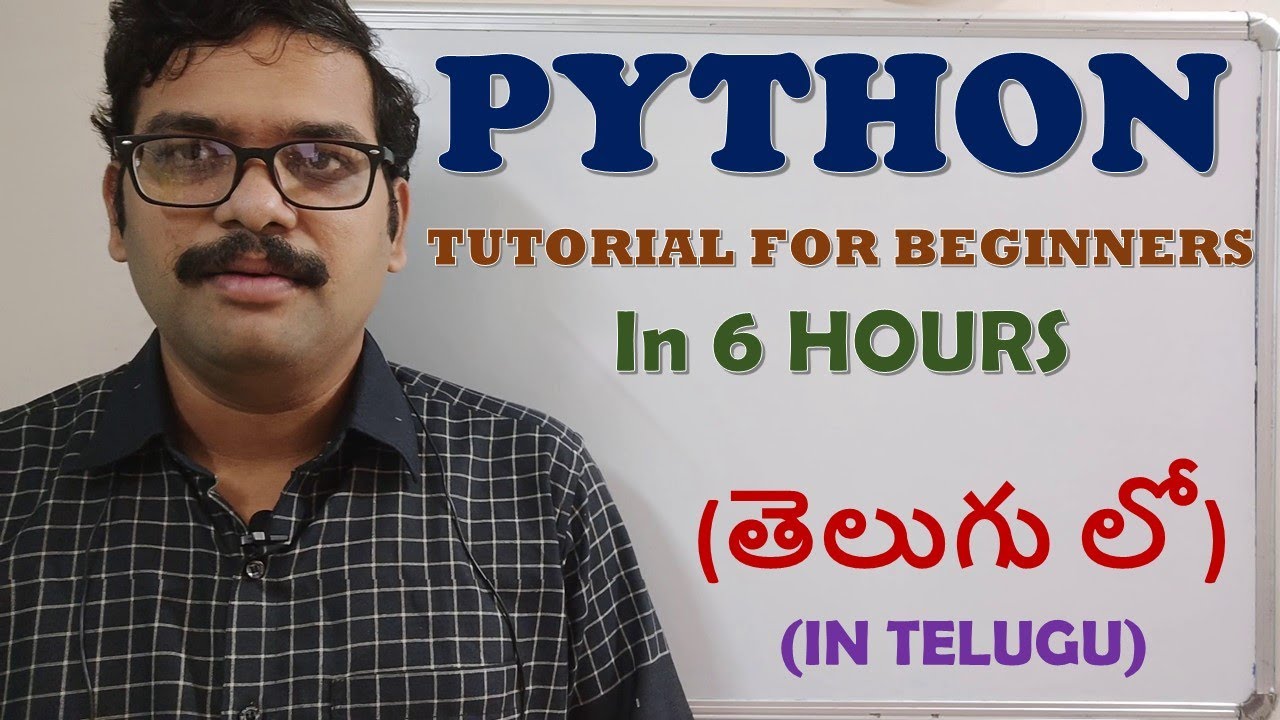 PYTHON
TUTORIAL FOR BEGINNERS
In 6 HOURS
(తెలుగు లో)
(IN TELUGU)